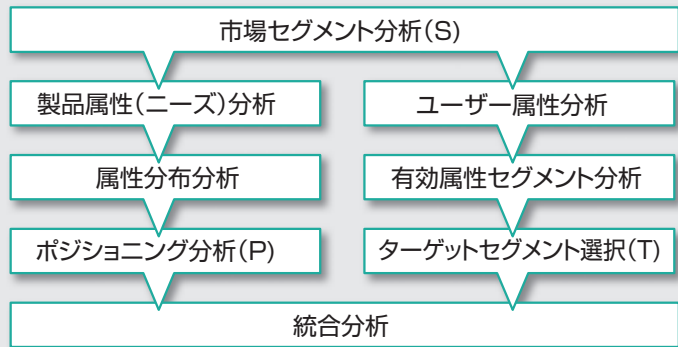 市場セグメント分析(S)
製品属性(ニーズ)分析
ユーザー属性分析
属性分布分析
有効属性セグメント分析
ポジショニング分析(P)
ターゲットセグメント選択(T)
統合分析